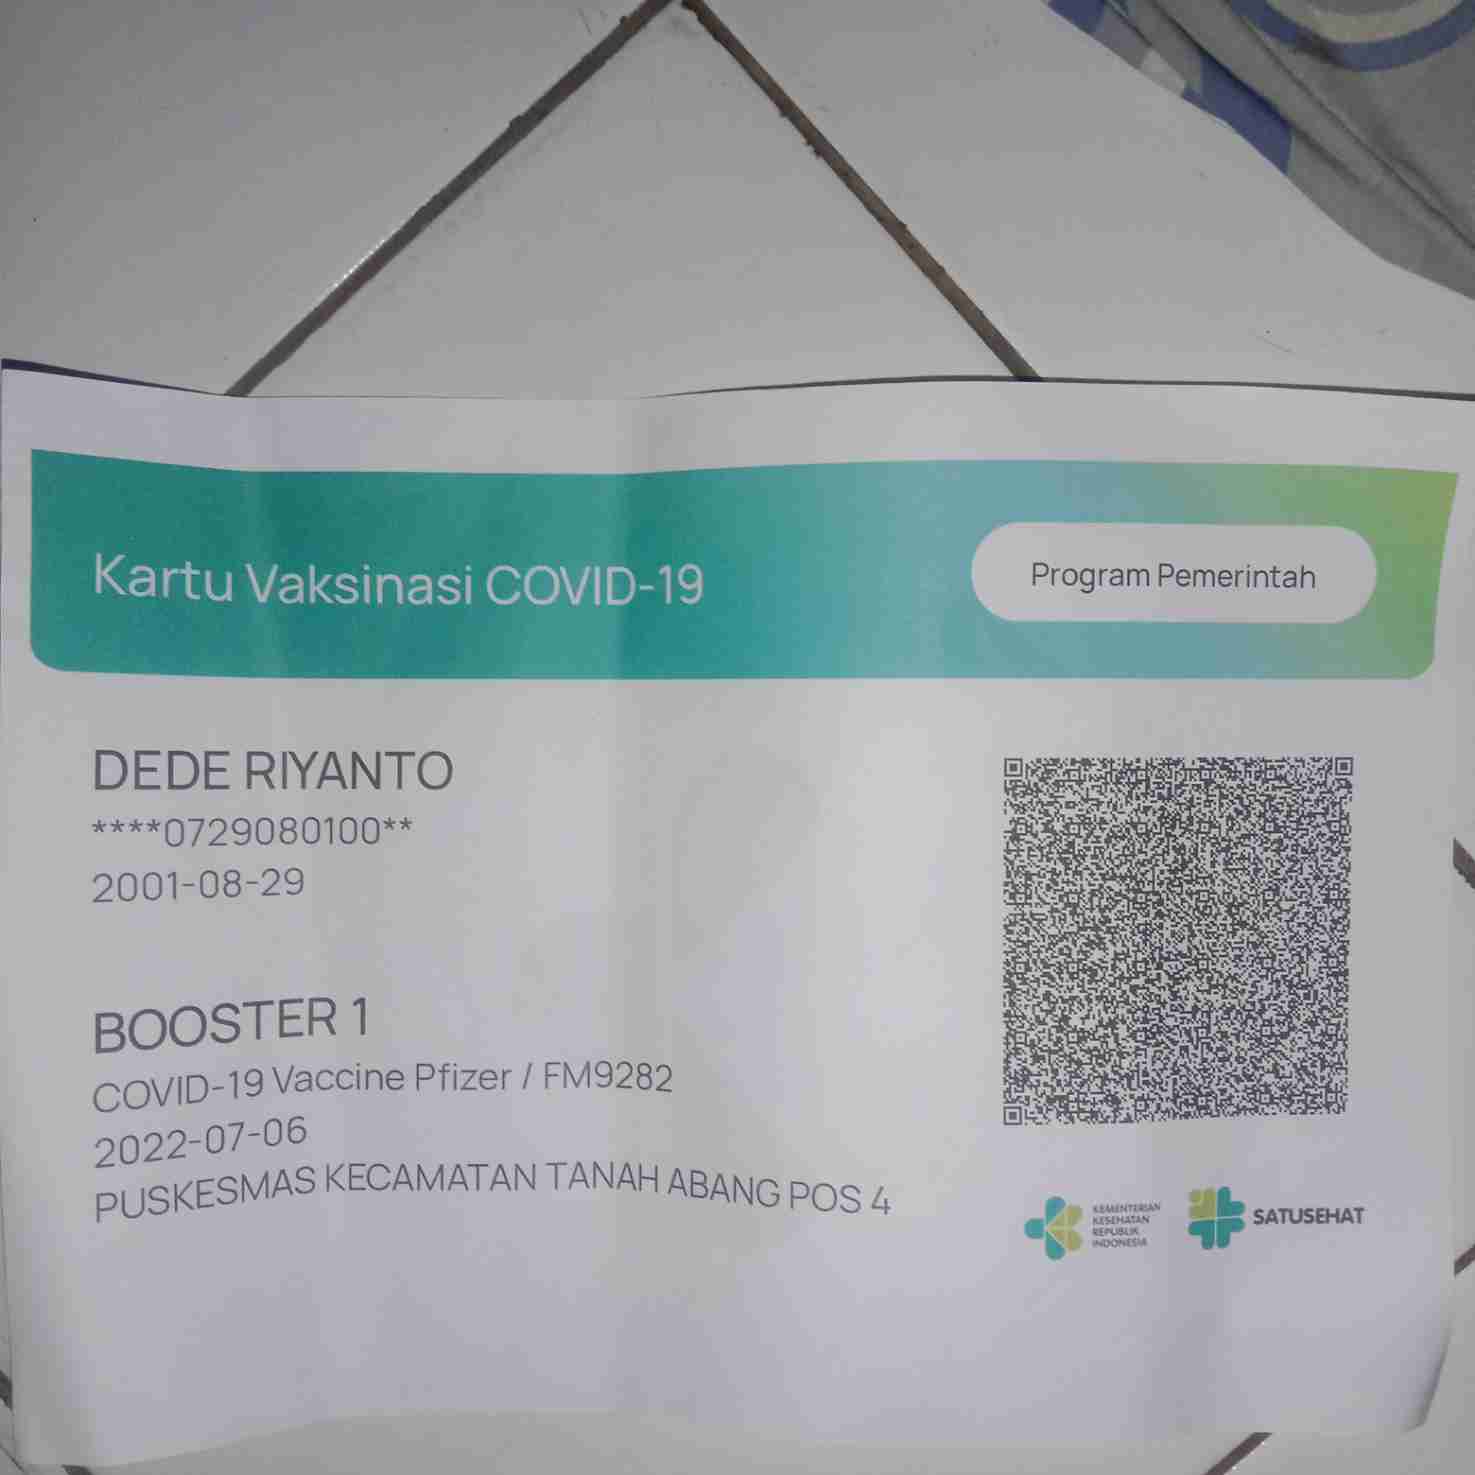 Kartu Vaksinasi COVID-19
Program Pemerintah
DEDE RIYANTO
****0729080100**
2001-08-29
BOOSTER 1
COVID-19 Vaccine Pfizer / FM9282
2022-07-06
PUSKESMAS KECAMATAN TANAH ABANG POS 4
KEMENTERIAN
KESEHATAN
REPUBLIK
INDONESIA
SATUSEHAT